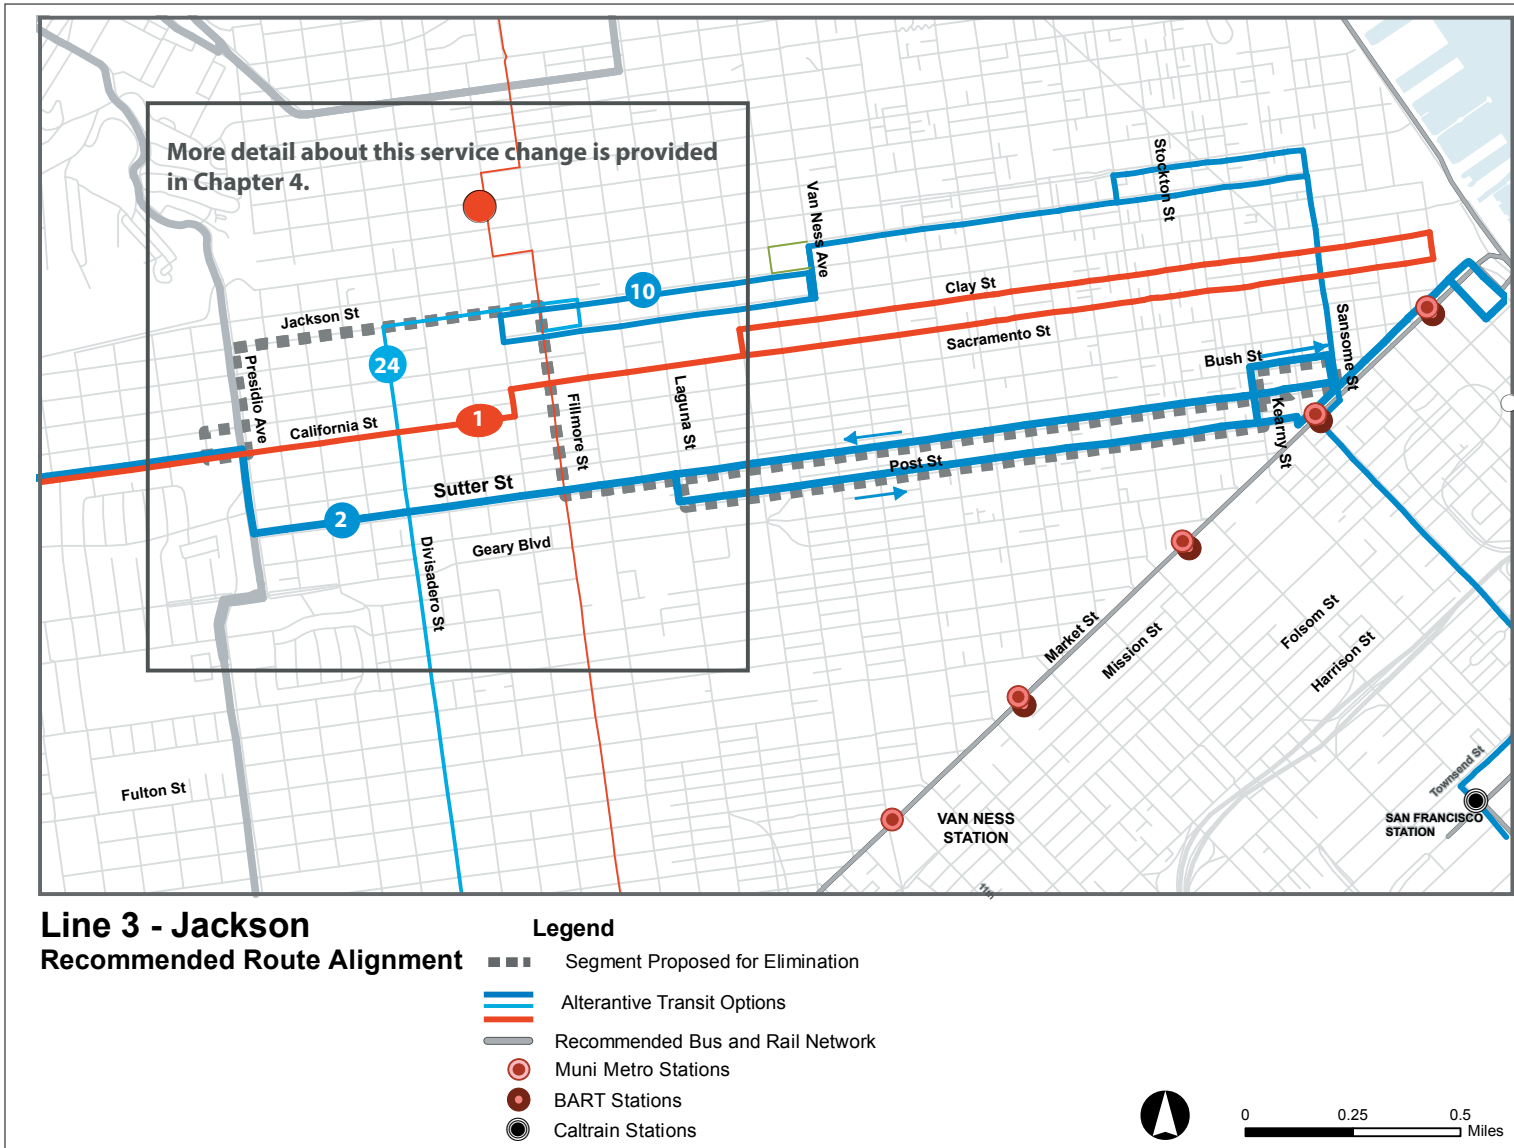 More detail about this service change is provided
in Chapter 4.
Stockton St
Van Ness Ave
10
Clay St
Jackson St
Sacramento St
Sansome St
24
Presidio Ave
Bush St
Laguna St
Fillmore St
1
California St
Kearny St
Post St
Sutter St
2
Geary Blvd
Divisadero St
Market St
Mission St
Folsom St
Harrison St
Fulton St
Townsend St
VAN NESS
STATION
SAN FRANCISCO
STATION
11th
Line 3 - Jackson
Recommended Route Alignment
Legend
Segment Proposed for Elimination
Alterantive Transit Options
Recommended Bus and Rail Network
Muni Metro Stations
BART Stations
Caltrain Stations
0 0.25 0.5
Miles